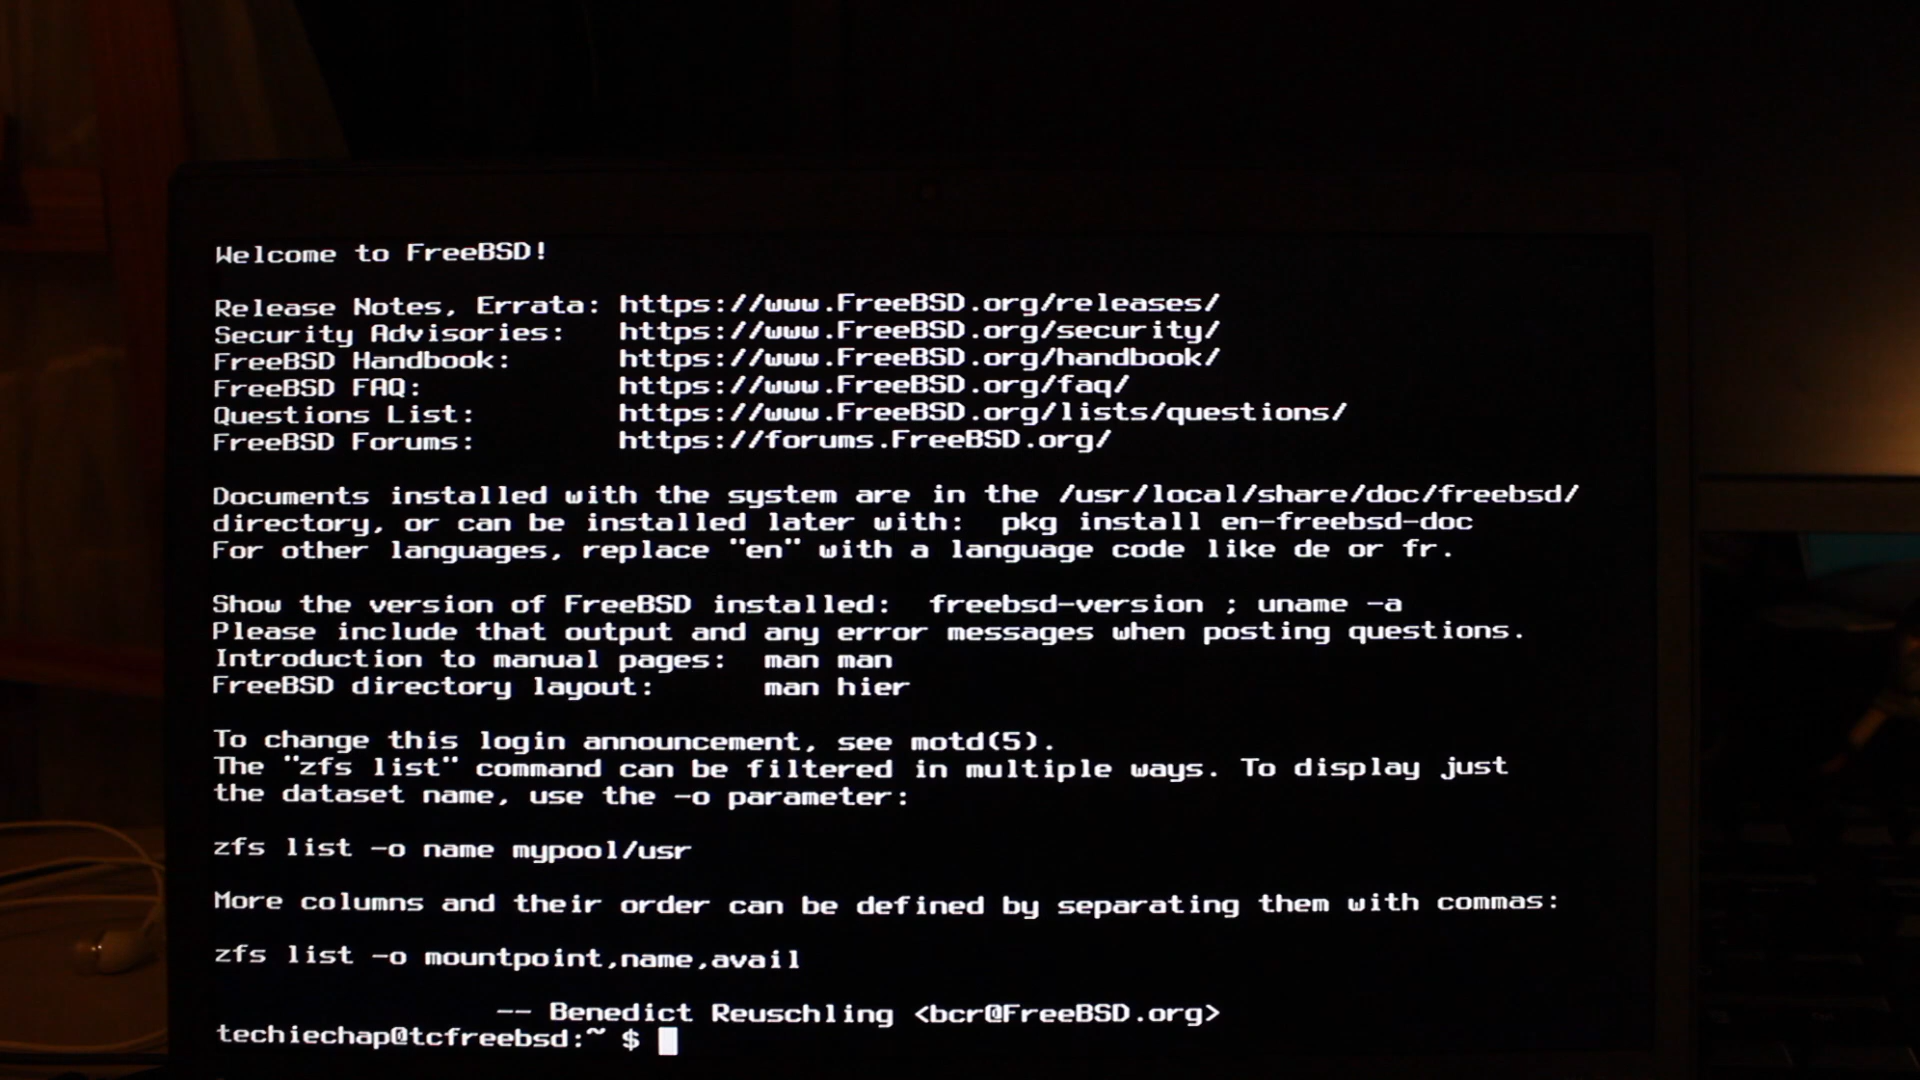 Welcome to FreeBSD!
Release Notes, Errata: https://www.FreeBSD.org/releases/
Security Advisories: https://www.FreeBSD.org/security/
FreeBSD Handbook: https://www.FreeBSD.org/handbook/
FreeBSD FAQ: https://www.FreeBSD.org/faq/
Questions List: https://www.FreeBSD.org/lists/questions/
FreeBSD Forums: https://forums.FreeBSD.org/
Documents installed with the system are in the /usr/local/share/doc/freebsd/
directory, or can be installed later with: pkg install en-freebsd-doc
For other languages, replace "en" with a language code like de or fr.
Show the version of FreeBSD installed: freebsd-version ; uname -a
Please include that output and any error messages when posting questions.
Introduction to manual pages: man man
FreeBSD directory layout: man hier
To change this login announcement, see motd(5).
The "zfs list" command can be filtered in multiple ways. To display just
the dataset name, use the -o parameter:
zfs list -o name mypool/usr
More columns and their order can be defined by separating them with commas:
zfs list -o mountpoint,name,avail
-- Benedict Reuschling <bcr@FreeBSD.org>
techiechap@tcfreebsd:~ $